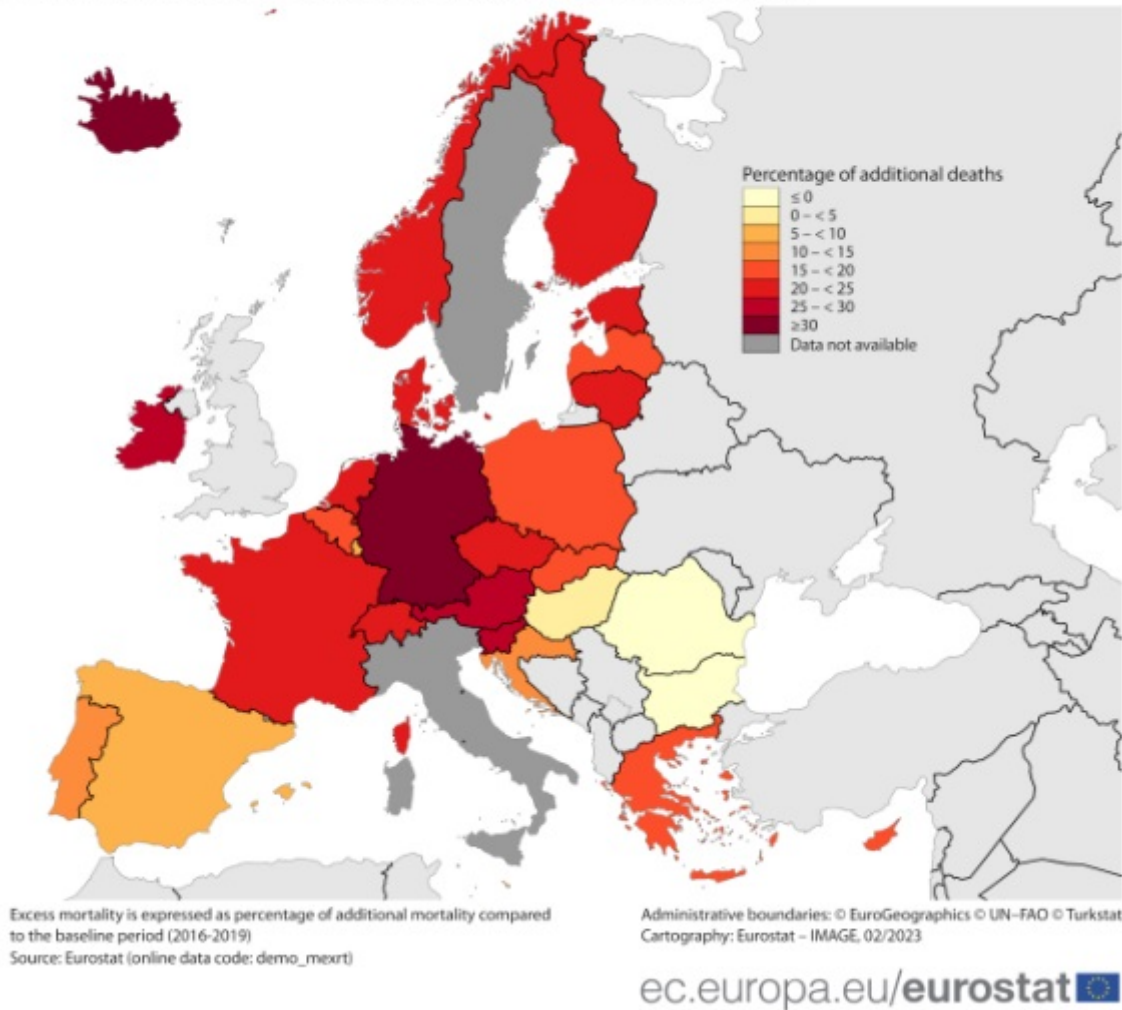 Percentage of additional deaths
≤ 0
0 – < 5
5 – < 10
10 – < 15
15 – < 20
20 – < 25
25 – < 30
≥30
Data not available
Excess mortality is expressed as percentage of additional mortality compared
to the baseline period (2016-2019)
Source: Eurostat (online data code: demo_mexrt)
Administrative boundaries: © EuroGeographics © UN–FAO © Turkstat
Cartography: Eurostat – IMAGE, 02/2023
ec.europa.eu/eurostat